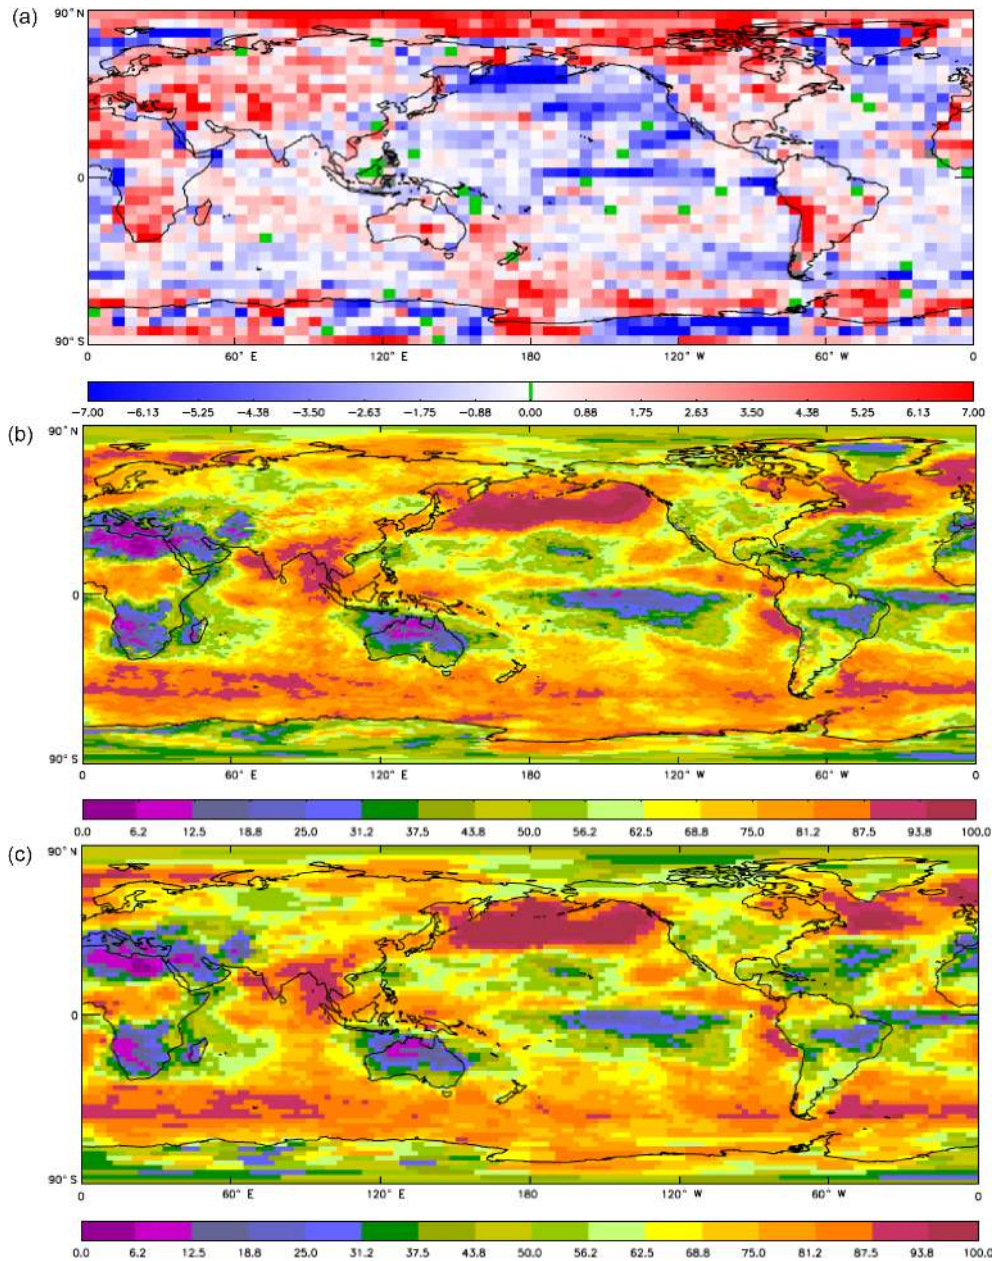 (a)
90° N
0
90° S
0 60° E 120° E 180 120° W 60° W 0
−7.00 −6.13 −5.25 −4.38 −3.50 −2.63 −1.75 −0.88 0.00 0.88 1.75 2.63 3.50 4.38 5.25 6.13 7.00
(b)
90° N
0
90° S
0 60° E 120° E 180 120° W 60° W 0
0.0 6.2 12.5 18.8 25.0 31.2 37.5 43.8 50.0 56.2 62.5 68.8 75.0 81.2 87.5 93.8 100.0
(c)
90° N
0
90° S
0 60° E 120° E 180 120° W 60° W 0
0.0 6.2 12.5 18.8 25.0 31.2 37.5 43.8 50.0 56.2 62.5 68.8 75.0 81.2 87.5 93.8 100.0